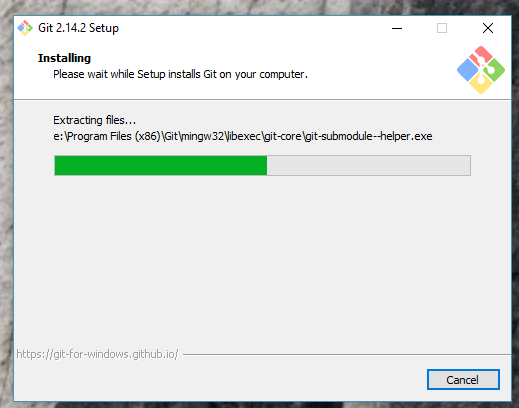 Git 2.14.2 Setup
Installing
Please wait while Setup installs Git on your computer.
Extracting files...
e:\Program Files (x86)\Git\mingw32\libexec\git-core\git-submodule--helper.exe
https://git-for-windows.github.io/
Cancel